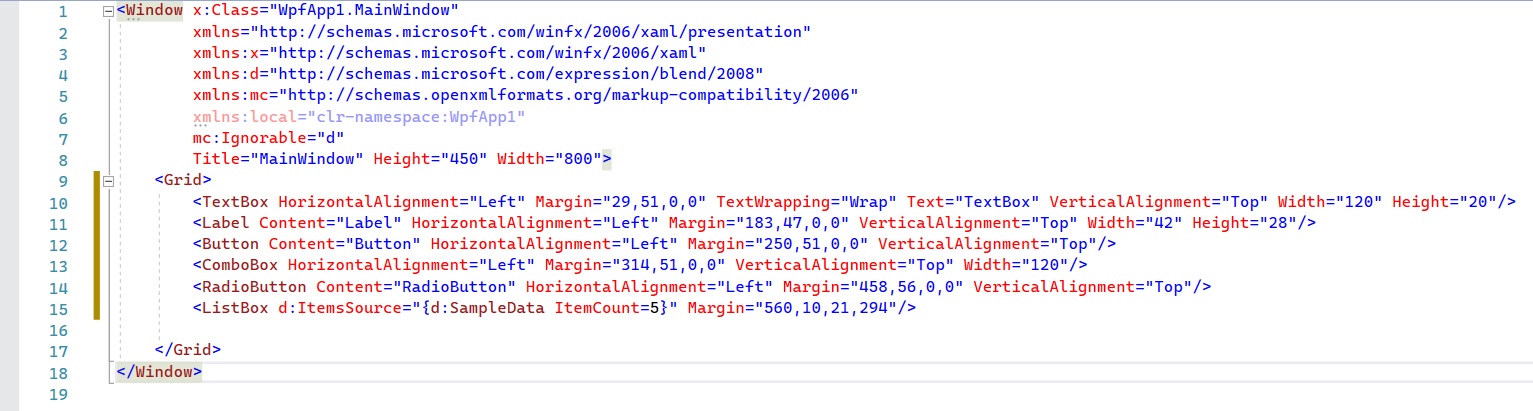 1 <Window x:Class="WpfApp1.MainWindow"
2 xmlns="http://schemas.microsoft.com/winfx/2006/xaml/presentation"
3 xmlns:x="http://schemas.microsoft.com/winfx/2006/xaml"
4 xmlns:d="http://schemas.microsoft.com/expression/blend/2008"
5 xmlns:mc="http://schemas.openxmlformats.org/markup-compatibility/2006"
6 xmlns:local="clr-namespace:WpfApp1"
7 mc:Ignorable="d"
8 Title="MainWindow" Height="450" Width="800">
9 <Grid>
10 <TextBox HorizontalAlignment="Left" Margin="29,51,0,0" TextWrapping="Wrap" Text="TextBox" VerticalAlignment="Top" Width="120" Height="20"/>
11 <Label Content="Label" HorizontalAlignment="Left" Margin="183,47,0,0" VerticalAlignment="Top" Width="42" Height="28"/>
12 <Button Content="Button" HorizontalAlignment="Left" Margin="250,51,0,0" VerticalAlignment="Top"/>
13 <ComboBox HorizontalAlignment="Left" Margin="314,51,0,0" VerticalAlignment="Top" Width="120"/>
14 <RadioButton Content="RadioButton" HorizontalAlignment="Left" Margin="458,56,0,0" VerticalAlignment="Top"/>
15 <ListBox d:ItemsSource="{d:SampleData ItemCount=5}" Margin="560,10,21,294"/>
16
17 </Grid>
18 </Window>
19